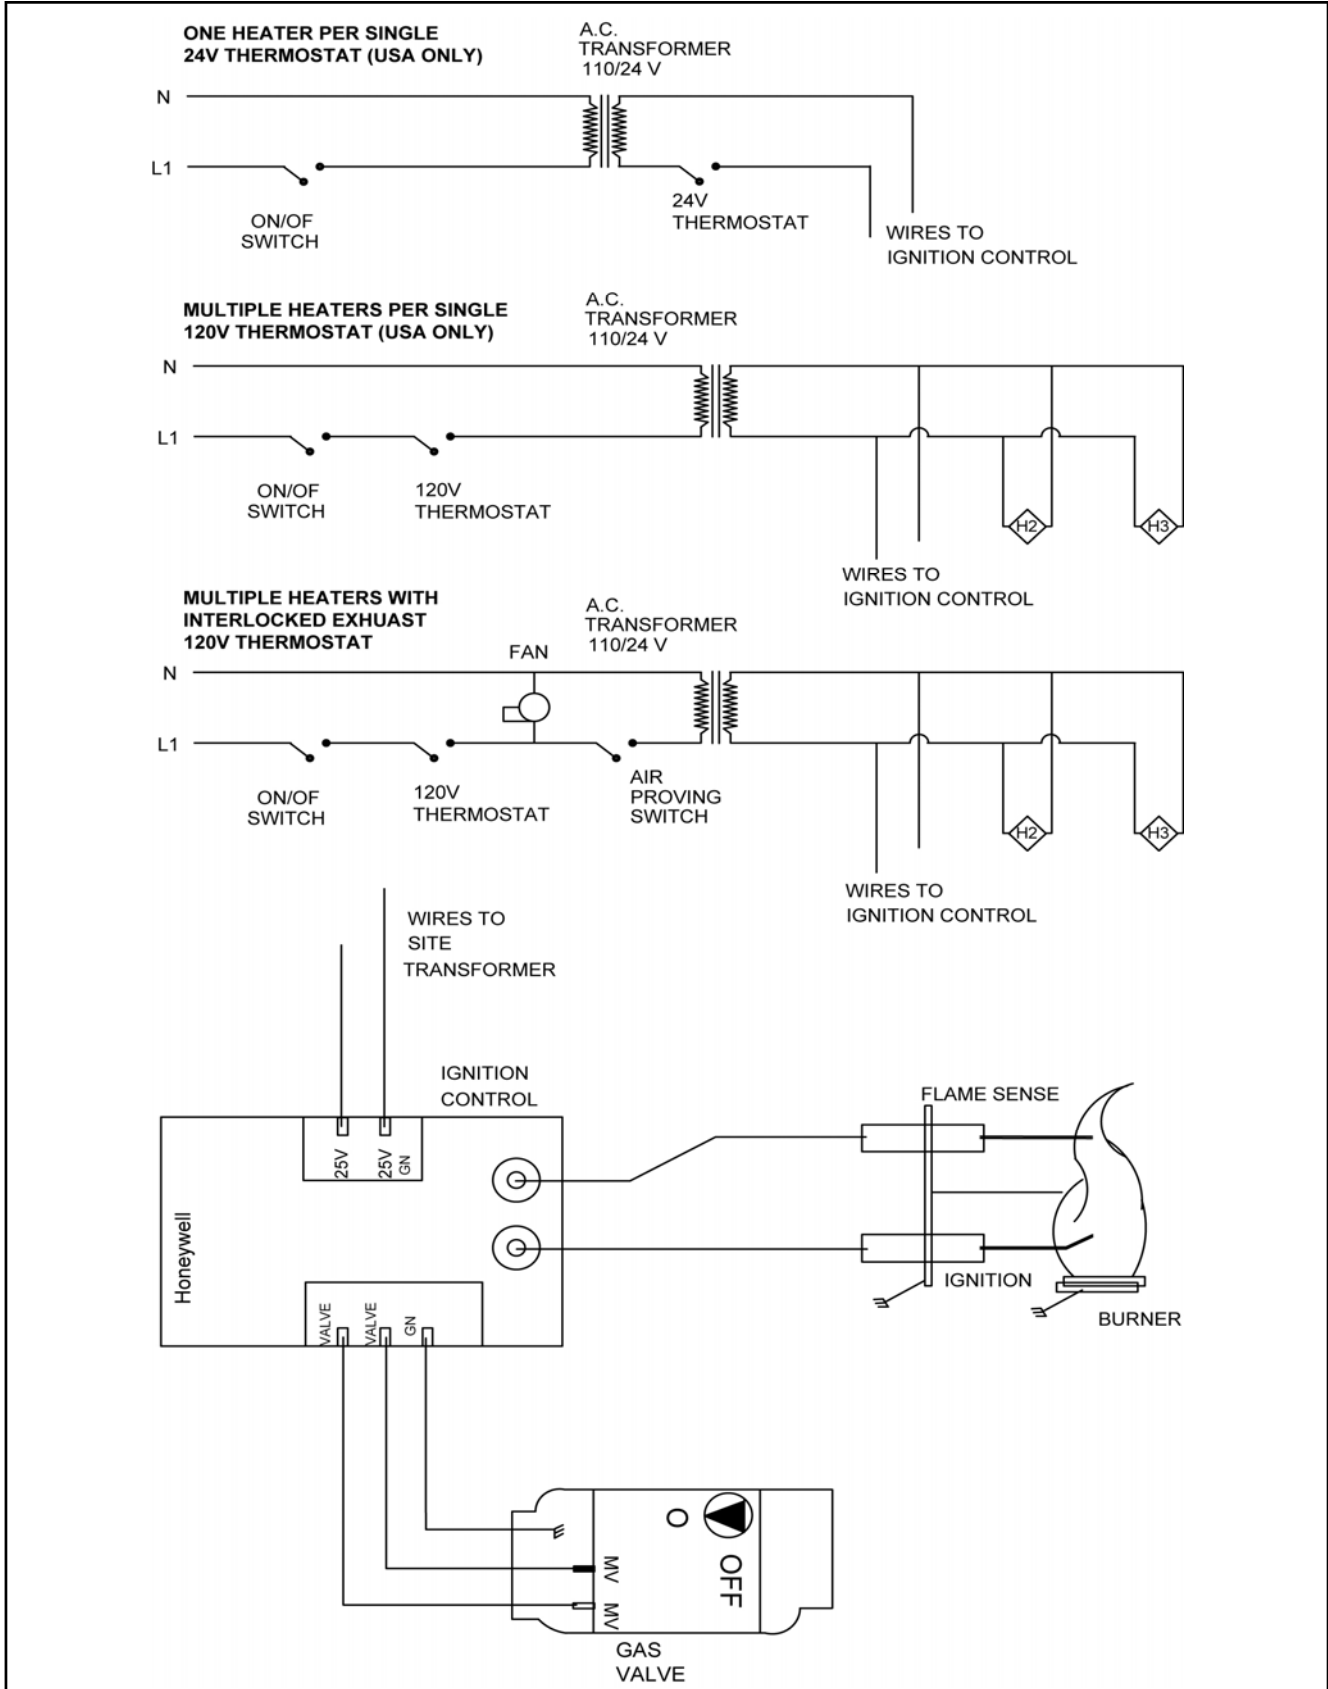 ONE HEATER PER SINGLE
24V THERMOSTAT (USA ONLY)
A.C.
TRANSFORMER
110/24 V
N
L1
ON/OF
SWITCH
24V
THERMOSTAT
WIRES TO
IGNITION CONTROL
MULTIPLE HEATERS PER SINGLE
120V THERMOSTAT (USA ONLY)
A.C.
TRANSFORMER
110/24 V
N
L1
ON/OF
SWITCH
120V
THERMOSTAT
H2
H3
WIRES TO
IGNITION CONTROL
MULTIPLE HEATERS WITH
INTERLOCKED EXHUAST
120V THERMOSTAT
A.C.
TRANSFORMER
110/24 V
FAN
N
L1
ON/OF
SWITCH
120V
THERMOSTAT
AIR
PROVING
SWITCH
H2
H3
WIRES TO
IGNITION CONTROL
WIRES TO
SITE
TRANSFORMER
IGNITION
CONTROL
25V
25V
GN
Honeywell
VALVE
VALVE
GN
FLAME SENSE
IGNITION
BURNER
O
OFF
MV
MV
GAS
VALVE